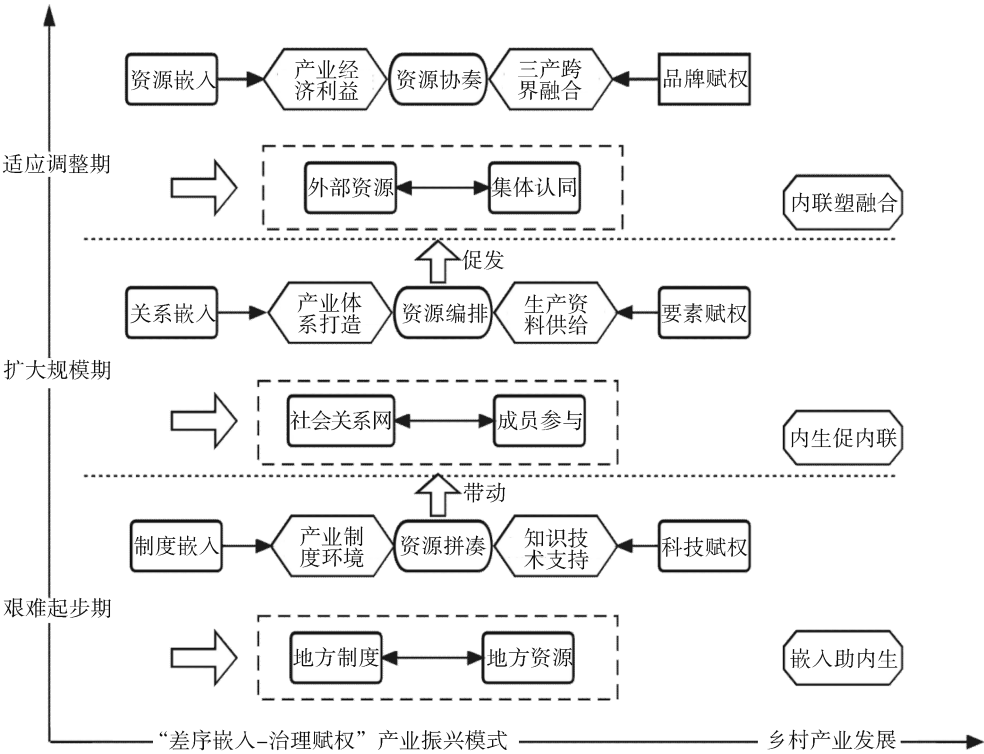 资源嵌入
产业经
济利益
资源协奏
三产跨
界融合
品牌赋权
适应调整期
外部资源
集体认同
内联塑融合
促发
关系嵌入
产业体
系打造
资源编排
生产资
料供给
要素赋权
扩大规模期
社会关系网
成员参与
内生促内联
带动
制度嵌入
产业制
度环境
资源拼凑
知识技
术支持
科技赋权
艰难起步期
地方制度
地方资源
嵌入助内生
“差序嵌入-治理赋权”产业振兴模式
乡村产业发展